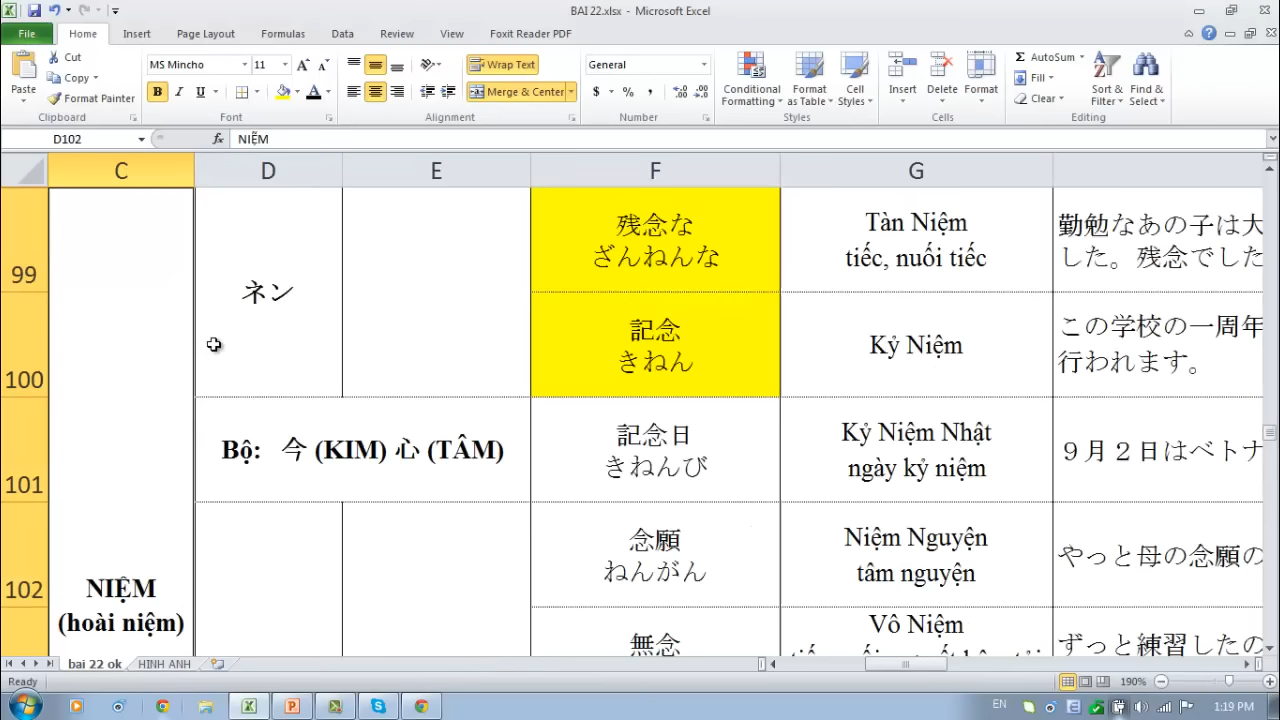 BAI 22.xlsx - Microsoft Excel
File Home Insert Page Layout Formulas Data Review View Foxit Reader PDF
Cut
Copy
Format Painter
Paste
Clipboard
MS Mincho 11
Font
Wrap Text
Merge & Center
Alignment
General
Number
Conditional Formatting
Format as Table
Cell Styles
Styles
Insert
Delete
Format
Cells
AutoSum
Fill
Clear
Sort & Filter
Find & Select
Editing
D102
NIỆM
C D E F G
99
100
101
102
NIỆM
(hoài niệm)
ネン
Bộ: 今 (KIM) 心 (TÂM)
残念な
ざんねんな
Tàn Niệm
tiếc, nuối tiếc
勤勉なあの子は大
した。残念でした
記念
きねん
Kỷ Niệm
この学校の一周年
行われます。
記念日
きねんび
Kỷ Niệm Nhật
ngày kỷ niệm
９月２日はベトナ
念願
ねんがん
Niệm Nguyện
tâm nguyện
やっと母の念願の
無念
Vô Niệm
ずっと練習したの
bai 22 ok HINH ANH
Ready
190%
EN
1:19 PM